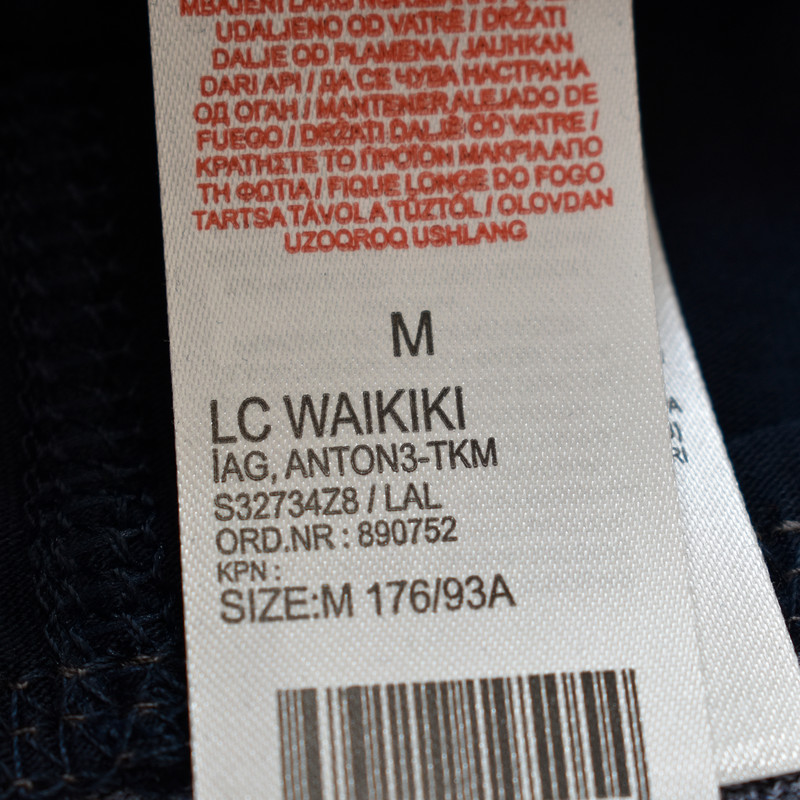 UDALJENO OD VATRE / DRŽATI
DALJE OD PLAMENA / JAUHKAN
DARI API / ДА СЕ ЧУВА НАСТРАНА
ОД ОГАН / MANTENER ALEJADO DE
FUEGO / DRŽATI DALJE OD VATRE /
ΚΡΑΤΗΣΤΕ ΤΟ ΠΡΟΪΟΝ ΜΑΚΡΙΑ ΑΠΟ
ΤΗ ΦΩΤΙΑ / FIQUE LONGE DO FOGO
TARTSA TÁVOL A TŰZTŐL / OLOVDAN
UZOQROQ USHLANG
M
LC WAIKIKI
İAG, ANTON3-TKM
S32734Z8 / LAL
ORD.NR : 890752
KPN :
SIZE:M 176/93A